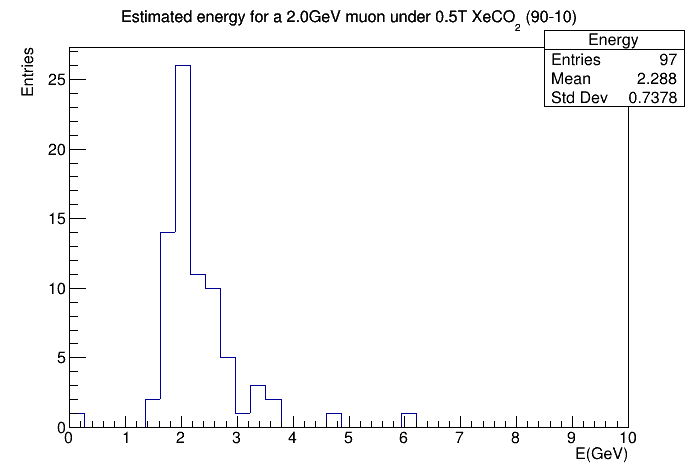 Estimated energy for a 2.0GeV muon under 0.5T XeCO2 (90-10)
Energy
Entries 97
Mean 2.288
Std Dev 0.7378
Entries
25
20
15
10
5
0
0 1 2 3 4 5 6 7 8 9 10
E(GeV)